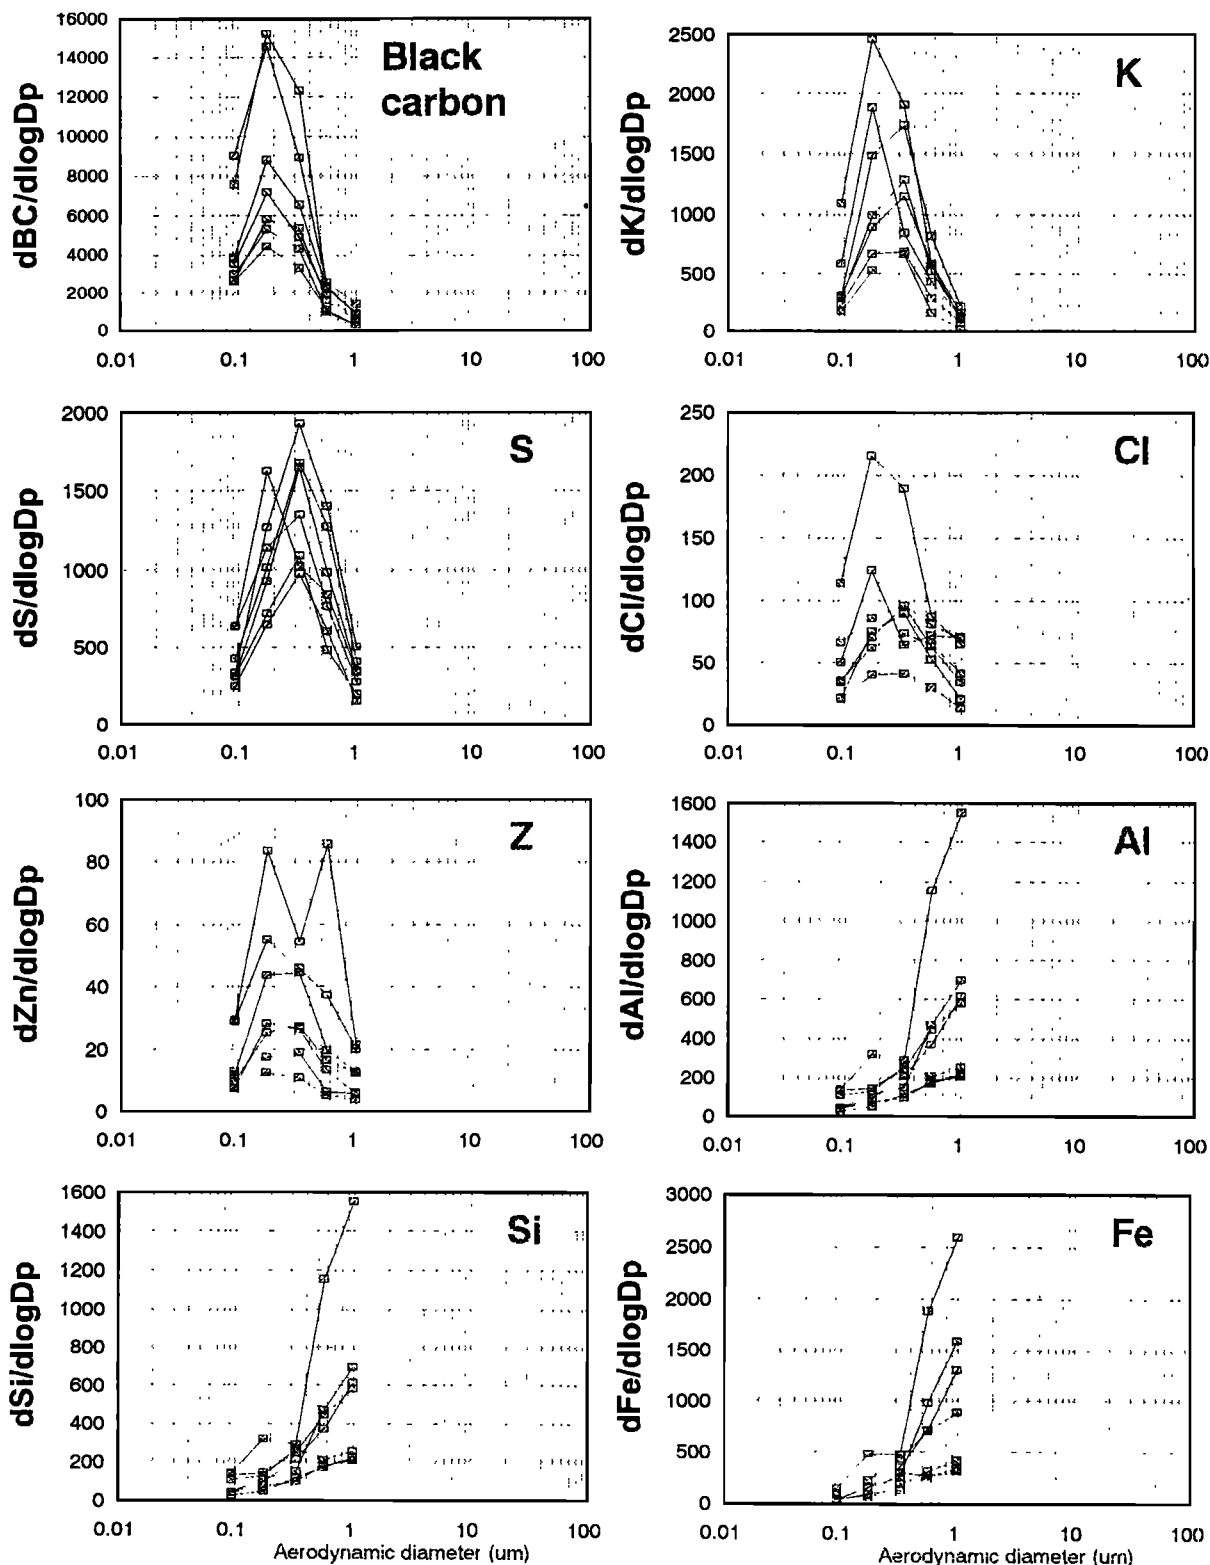 16000
14000
12000
10000
8000
6000
4000
2000
0
dBC/dlogDp
Black
carbon
0.01 0.1 1 10 100
2500
2000
1500
1000
500
0
dK/dlogDp
K
0.01 0.1 1 10 100
2000
1500
1000
500
0
dS/dlogDp
S
0.01 0.1 1 10 100
250
200
150
100
50
0
dCl/dlogDp
Cl
0.01 0.1 1 10 100
100
80
60
40
20
0
dZn/dlogDp
Z
0.01 0.1 1 10 100
1600
1400
1200
1000
800
600
400
200
0
dAl/dlogDp
Al
0.01 0.1 1 10 100
1600
1400
1200
1000
800
600
400
200
0
dSi/dlogDp
Si
0.01 0.1 1 10 100
Aerodynamic diameter (um)
3000
2500
2000
1500
1000
500
0
dFe/dlogDp
Fe
0.01 0.1 1 10 100
Aerodynamic diameter (um)